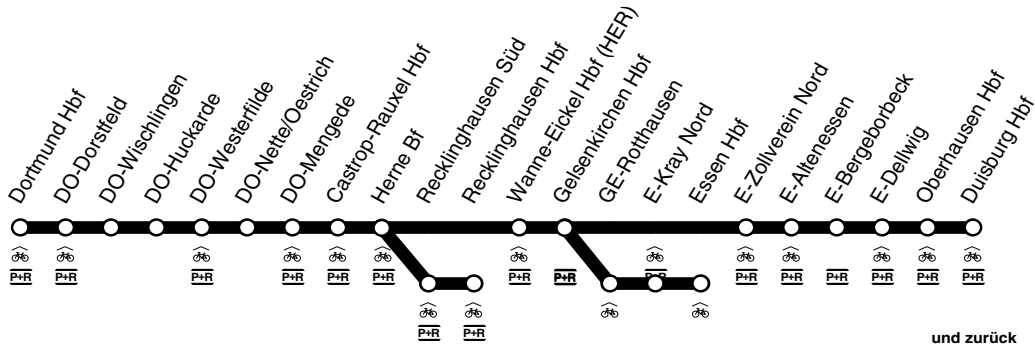 Dortmund Hbf
DO-Dorstfeld
DO-Wischlingen
DO-Huckarde
DO-Westerfilde
DO-Nette/Oestrich
DO-Mengede
Castrop-Rauxel Hbf
Herne Bf
Recklinghausen Süd
Recklinghausen Hbf
Wanne-Eickel Hbf (HER)
Gelsenkirchen Hbf
GE-Rotthausen
E-Kray Nord
Essen Hbf
E-Zollverein Nord
E-Altenessen
E-Bergeborbeck
E-Dellwig
Oberhausen Hbf
Duisburg Hbf
P+R P+R P+R P+R P+R P+R P+R P+R P+R P+R P+R P+R P+R P+R P+R
P+R P+R
und zurück